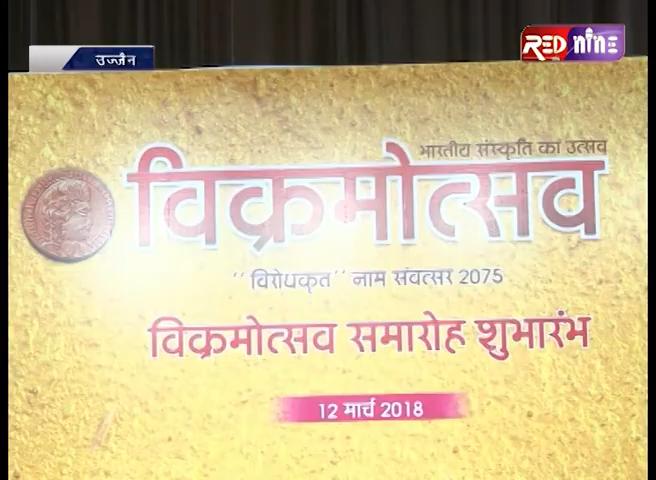 उज्जैन
RED nine
भारतीय संस्कृति का उत्सव
विक्रमोत्सव
“विरोधकृत” नाम संवत्सर 2075
विक्रमोत्सव समारोह शुभारंभ
12 मार्च 2018